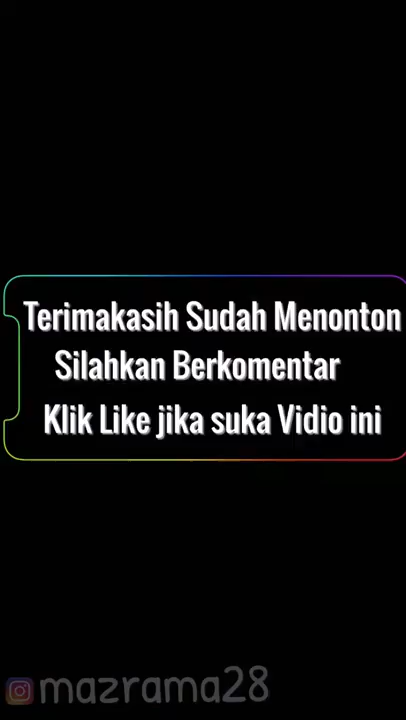 Terimakasih Sudah Menonton
Silahkan Berkomentar
Klik Like jika suka Vidio ini
mazrama28